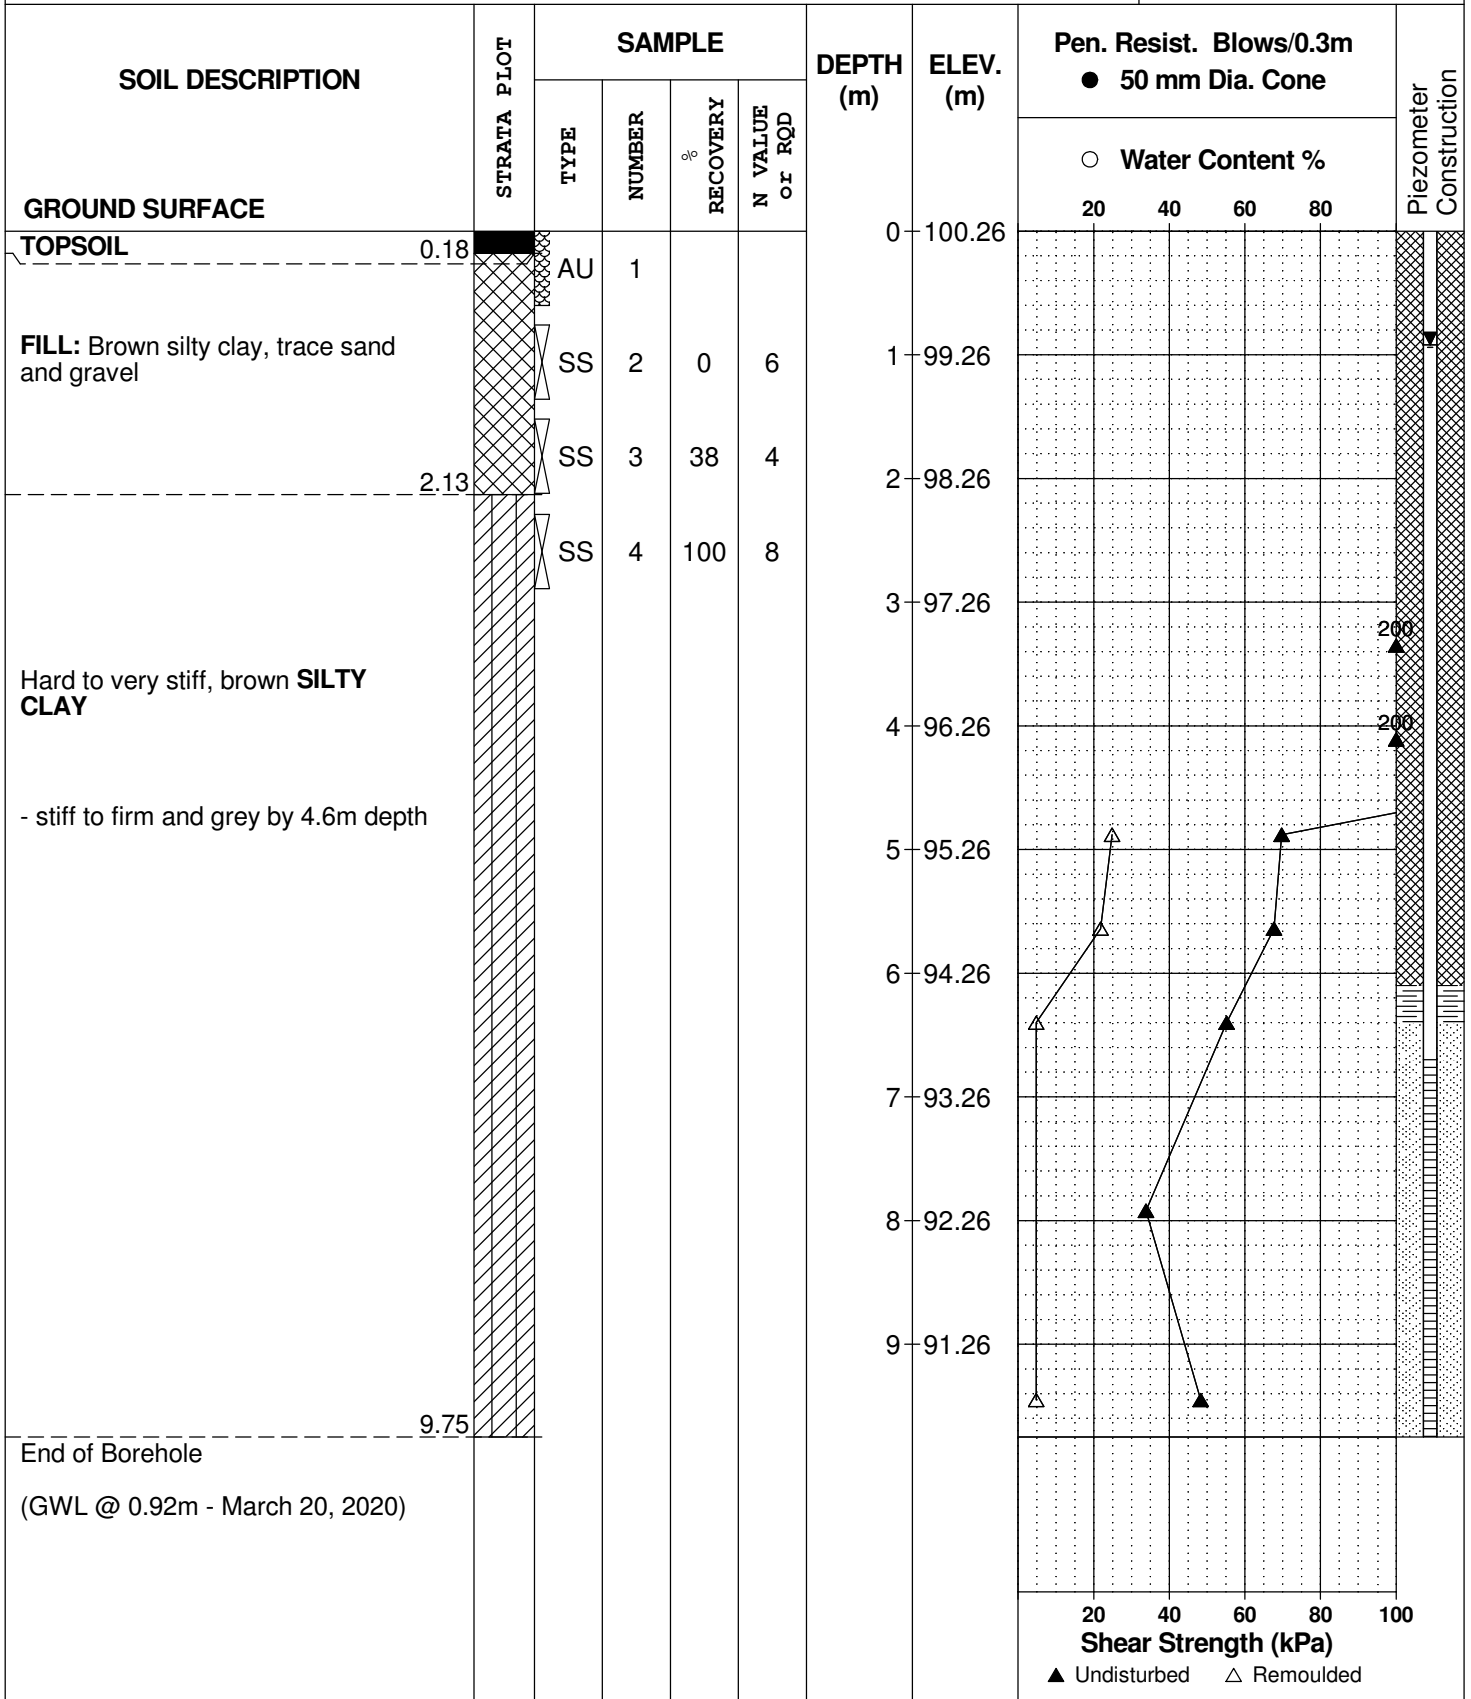 SOIL DESCRIPTION
STRATA PLOT
SAMPLE
TYPE
NUMBER
% RECOVERY
N VALUE or RQD
DEPTH (m)
ELEV. (m)
Pen. Resist. Blows/0.3m
● 50 mm Dia. Cone
○ Water Content %
20 40 60 80
Piezometer Construction
GROUND SURFACE
0 100.26
TOPSOIL 0.18
AU 1
FILL: Brown silty clay, trace sand
and gravel
SS 2 0 6
1 99.26
SS 3 38 4
2.13
2 98.26
SS 4 100 8
3 97.26
200
Hard to very stiff, brown SILTY
CLAY
4 96.26
200
- stiff to firm and grey by 4.6m depth
5 95.26
6 94.26
7 93.26
8 92.26
9 91.26
9.75
End of Borehole
(GWL @ 0.92m - March 20, 2020)
20 40 60 80 100
Shear Strength (kPa)
▲ Undisturbed △ Remoulded